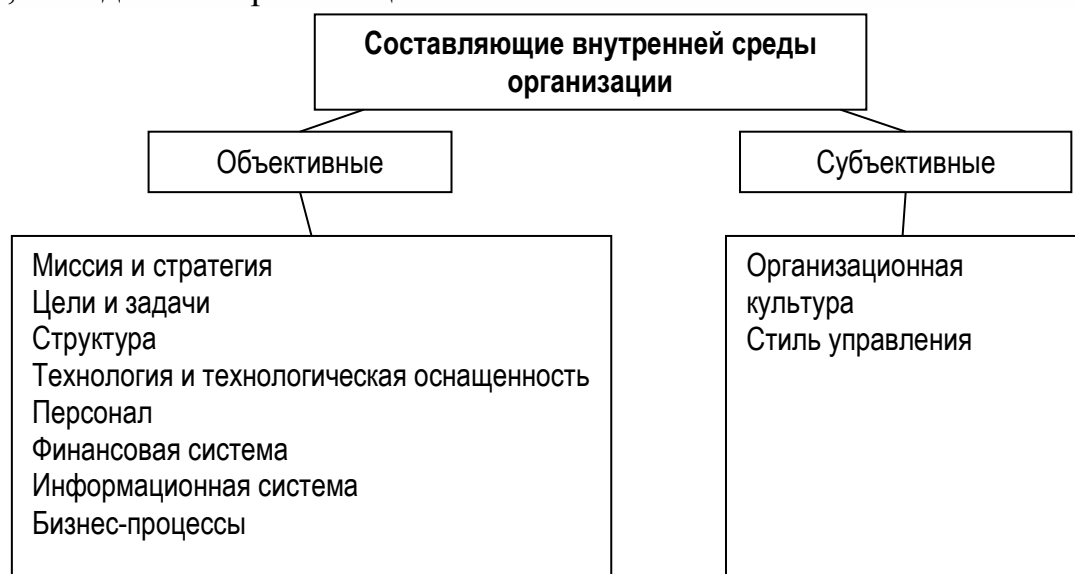 Составляющие внутренней среды
организации
Объективные
Субъективные
Миссия и стратегия
Цели и задачи
Структура
Технология и технологическая оснащенность
Персонал
Финансовая система
Информационная система
Бизнес-процессы
Организационная
культура
Стиль управления